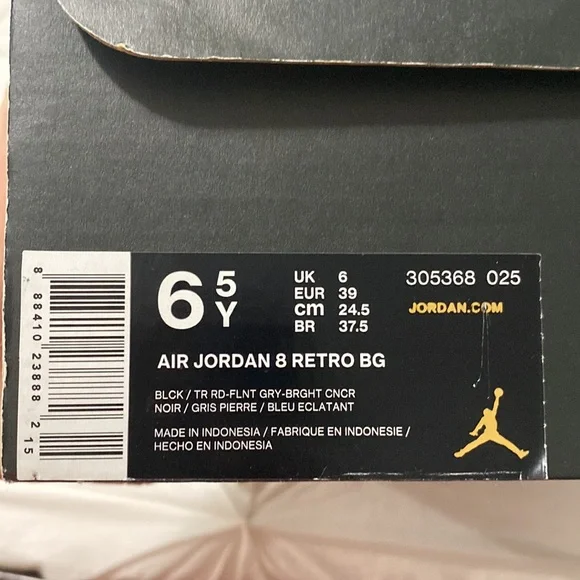 6 5Y
UK 6
EUR 39
cm 24.5
BR 37.5
305368 025
JORDAN.COM
AIR JORDAN 8 RETRO BG
BLCK / TR RD-FLNT GRY-BRGHT CNCR
NOIR / GRIS PIERRE / BLEU ECLATANT
MADE IN INDONESIA / FABRIQUE EN INDONESIE /
HECHO EN INDONESIA
8 88410 23888 2 15